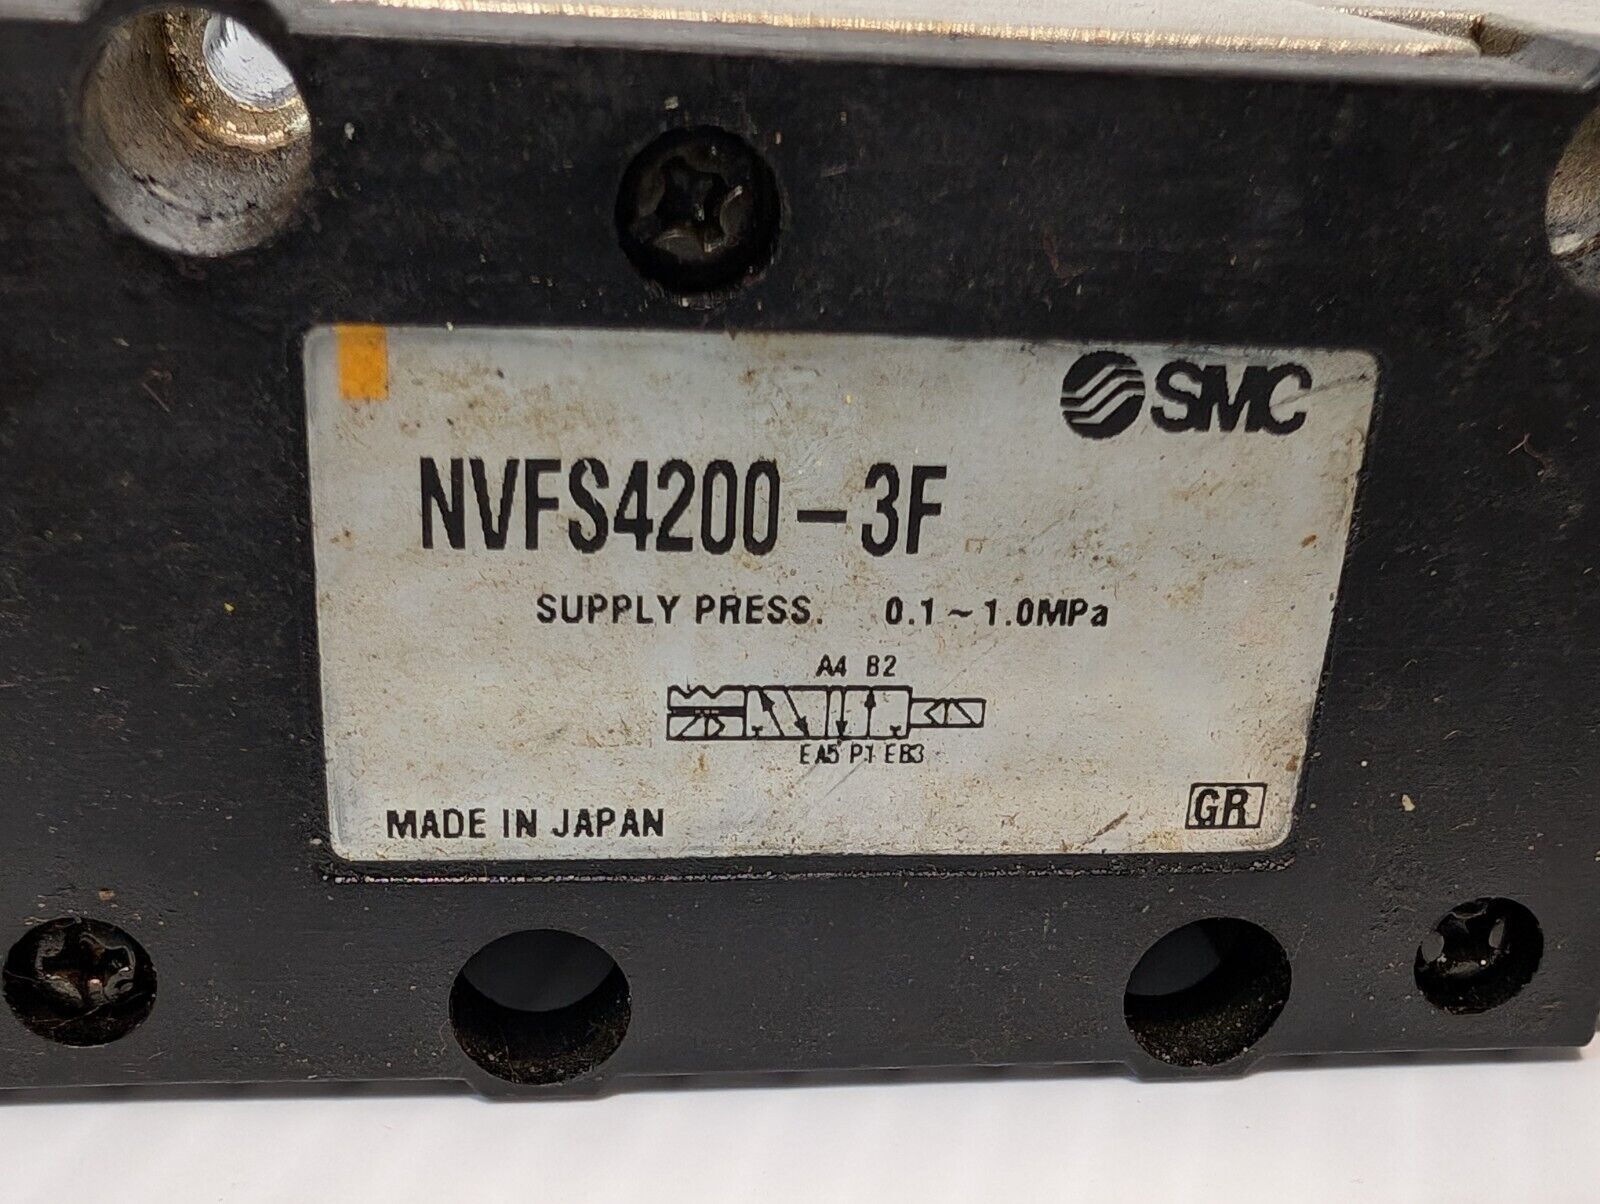 SMC
NVFS4200-3F
SUPPLY PRESS. 0.1~1.0MPa
A4 B2
EA5 P1 EB3
MADE IN JAPAN
GR